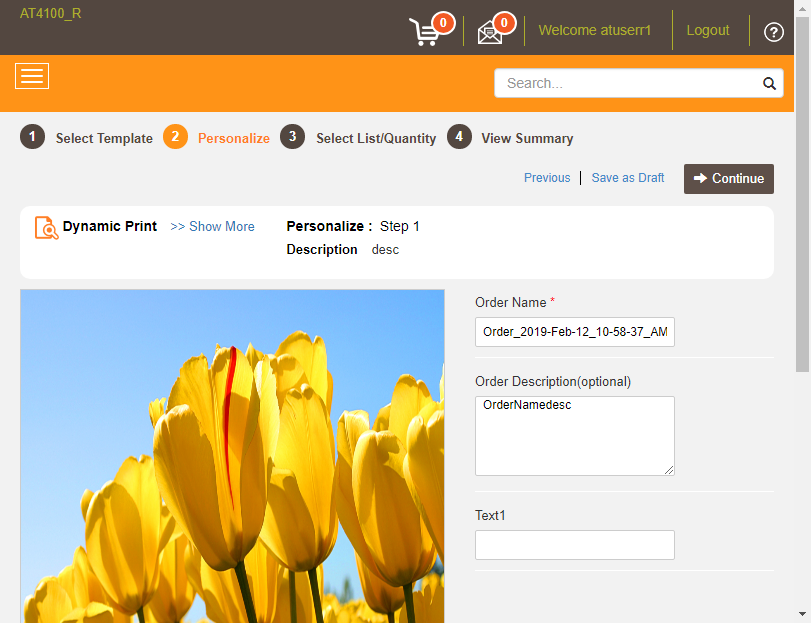 AT4100_R
0
0
Welcome atuserr1
Logout
?
Search...
1 Select Template 2 Personalize 3 Select List/Quantity 4 View Summary
Previous | Save as Draft
Continue
Dynamic Print >> Show More Personalize : Step 1
Description desc
Order Name *
Order_2019-Feb-12_10-58-37_AM
Order Description(optional)
OrderNamedesc
Text1